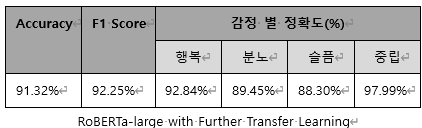 Accuracy F1 Score 감정 별 정확도(%)
행복 분노 슬픔 중립
91.32% 92.25% 92.84% 89.45% 88.30% 97.99%
RoBERTa-large with Further Transfer Learning